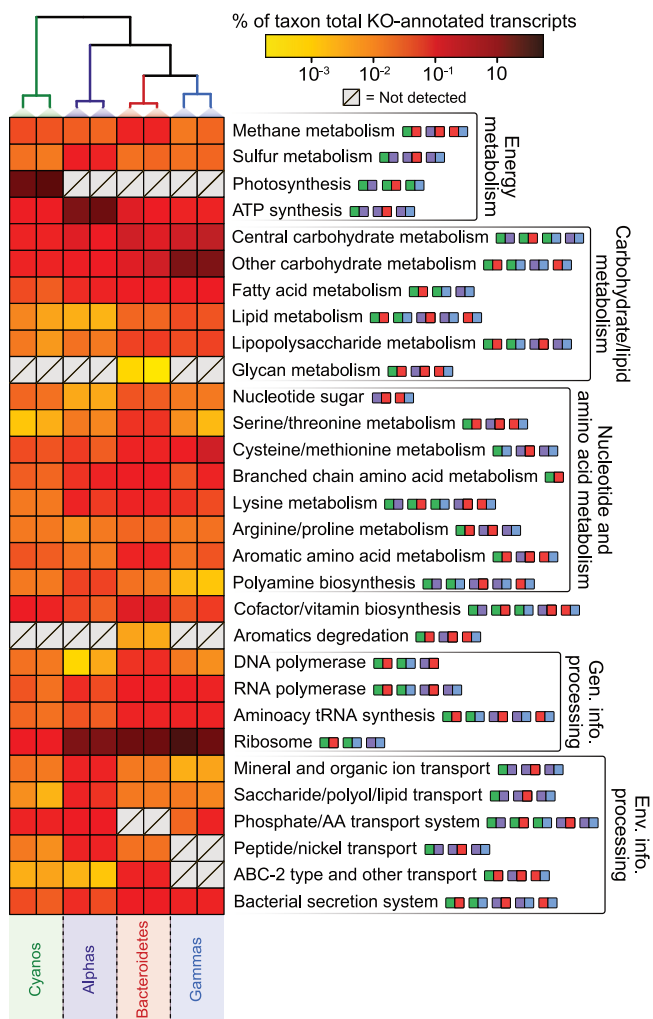 % of taxon total KO-annotated transcripts
10⁻³ 10⁻² 10⁻¹ 10
= Not detected
Methane metabolism
Sulfur metabolism
Photosynthesis
ATP synthesis
Energy
metabolism
Central carbohydrate metabolism
Other carbohydrate metabolism
Fatty acid metabolism
Lipid metabolism
Lipopolysaccharide metabolism
Glycan metabolism
Carbohydrate/lipid
metabolism
Nucleotide sugar
Serine/threonine metabolism
Cysteine/methionine metabolism
Branched chain amino acid metabolism
Lysine metabolism
Arginine/proline metabolism
Aromatic amino acid metabolism
Polyamine biosynthesis
Nucleotide and
amino acid metabolism
Cofactor/vitamin biosynthesis
Aromatics degredation
DNA polymerase
RNA polymerase
Aminoacy tRNA synthesis
Ribosome
Gen. info.
processing
Mineral and organic ion transport
Saccharide/polyol/lipid transport
Phosphate/AA transport system
Peptide/nickel transport
ABC-2 type and other transport
Bacterial secretion system
Env. info.
processing
Cyanos
Alphas
Bacteroidetes
Gammas